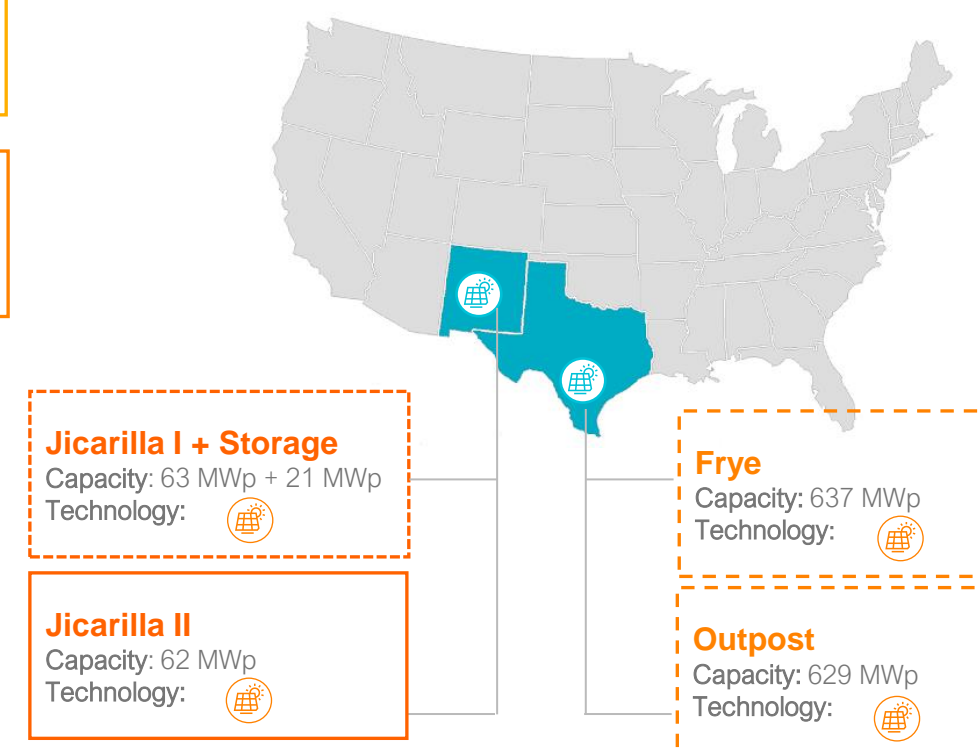 Jicarilla I + Storage
Capacity: 63 MWp + 21 MWp
Technology:
Jicarilla II
Capacity: 62 MWp
Technology:
Frye
Capacity: 637 MWp
Technology:
Outpost
Capacity: 629 MWp
Technology: